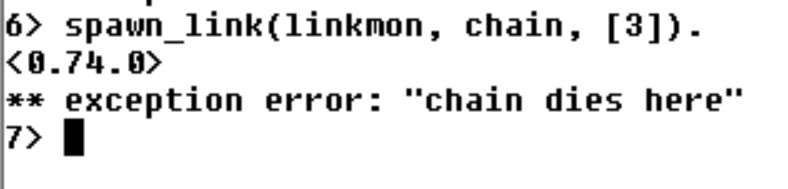 6> spawn_link(linkmon, chain, [3]).
<0.74.0>
** exception error: "chain dies here"
7>